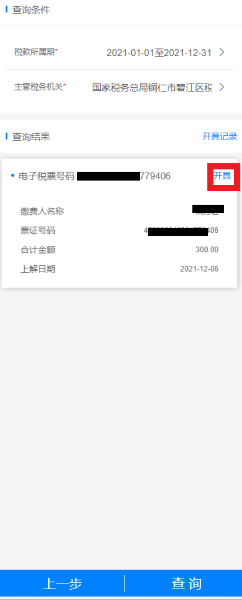 查询条件
税款所属期* 2021-01-01至2021-12-31
主管税务机关* 国家税务总局铜仁市碧江区税
查询结果 开具记录
电子税票号码 779406 开具
缴费人名称
票证号码
合计金额 300.00
上解日期 2021-12-06
上一步 查询